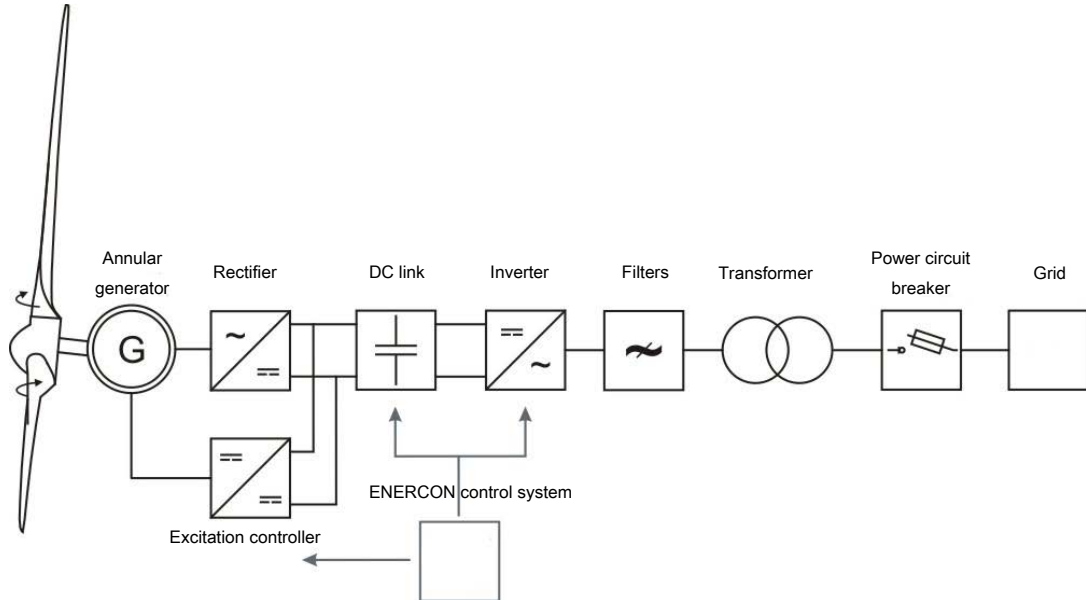 Annular
generator
Rectifier
DC link
Inverter
Filters
Transformer
Power circuit
breaker
Grid
G
ENERCON control system
Excitation controller